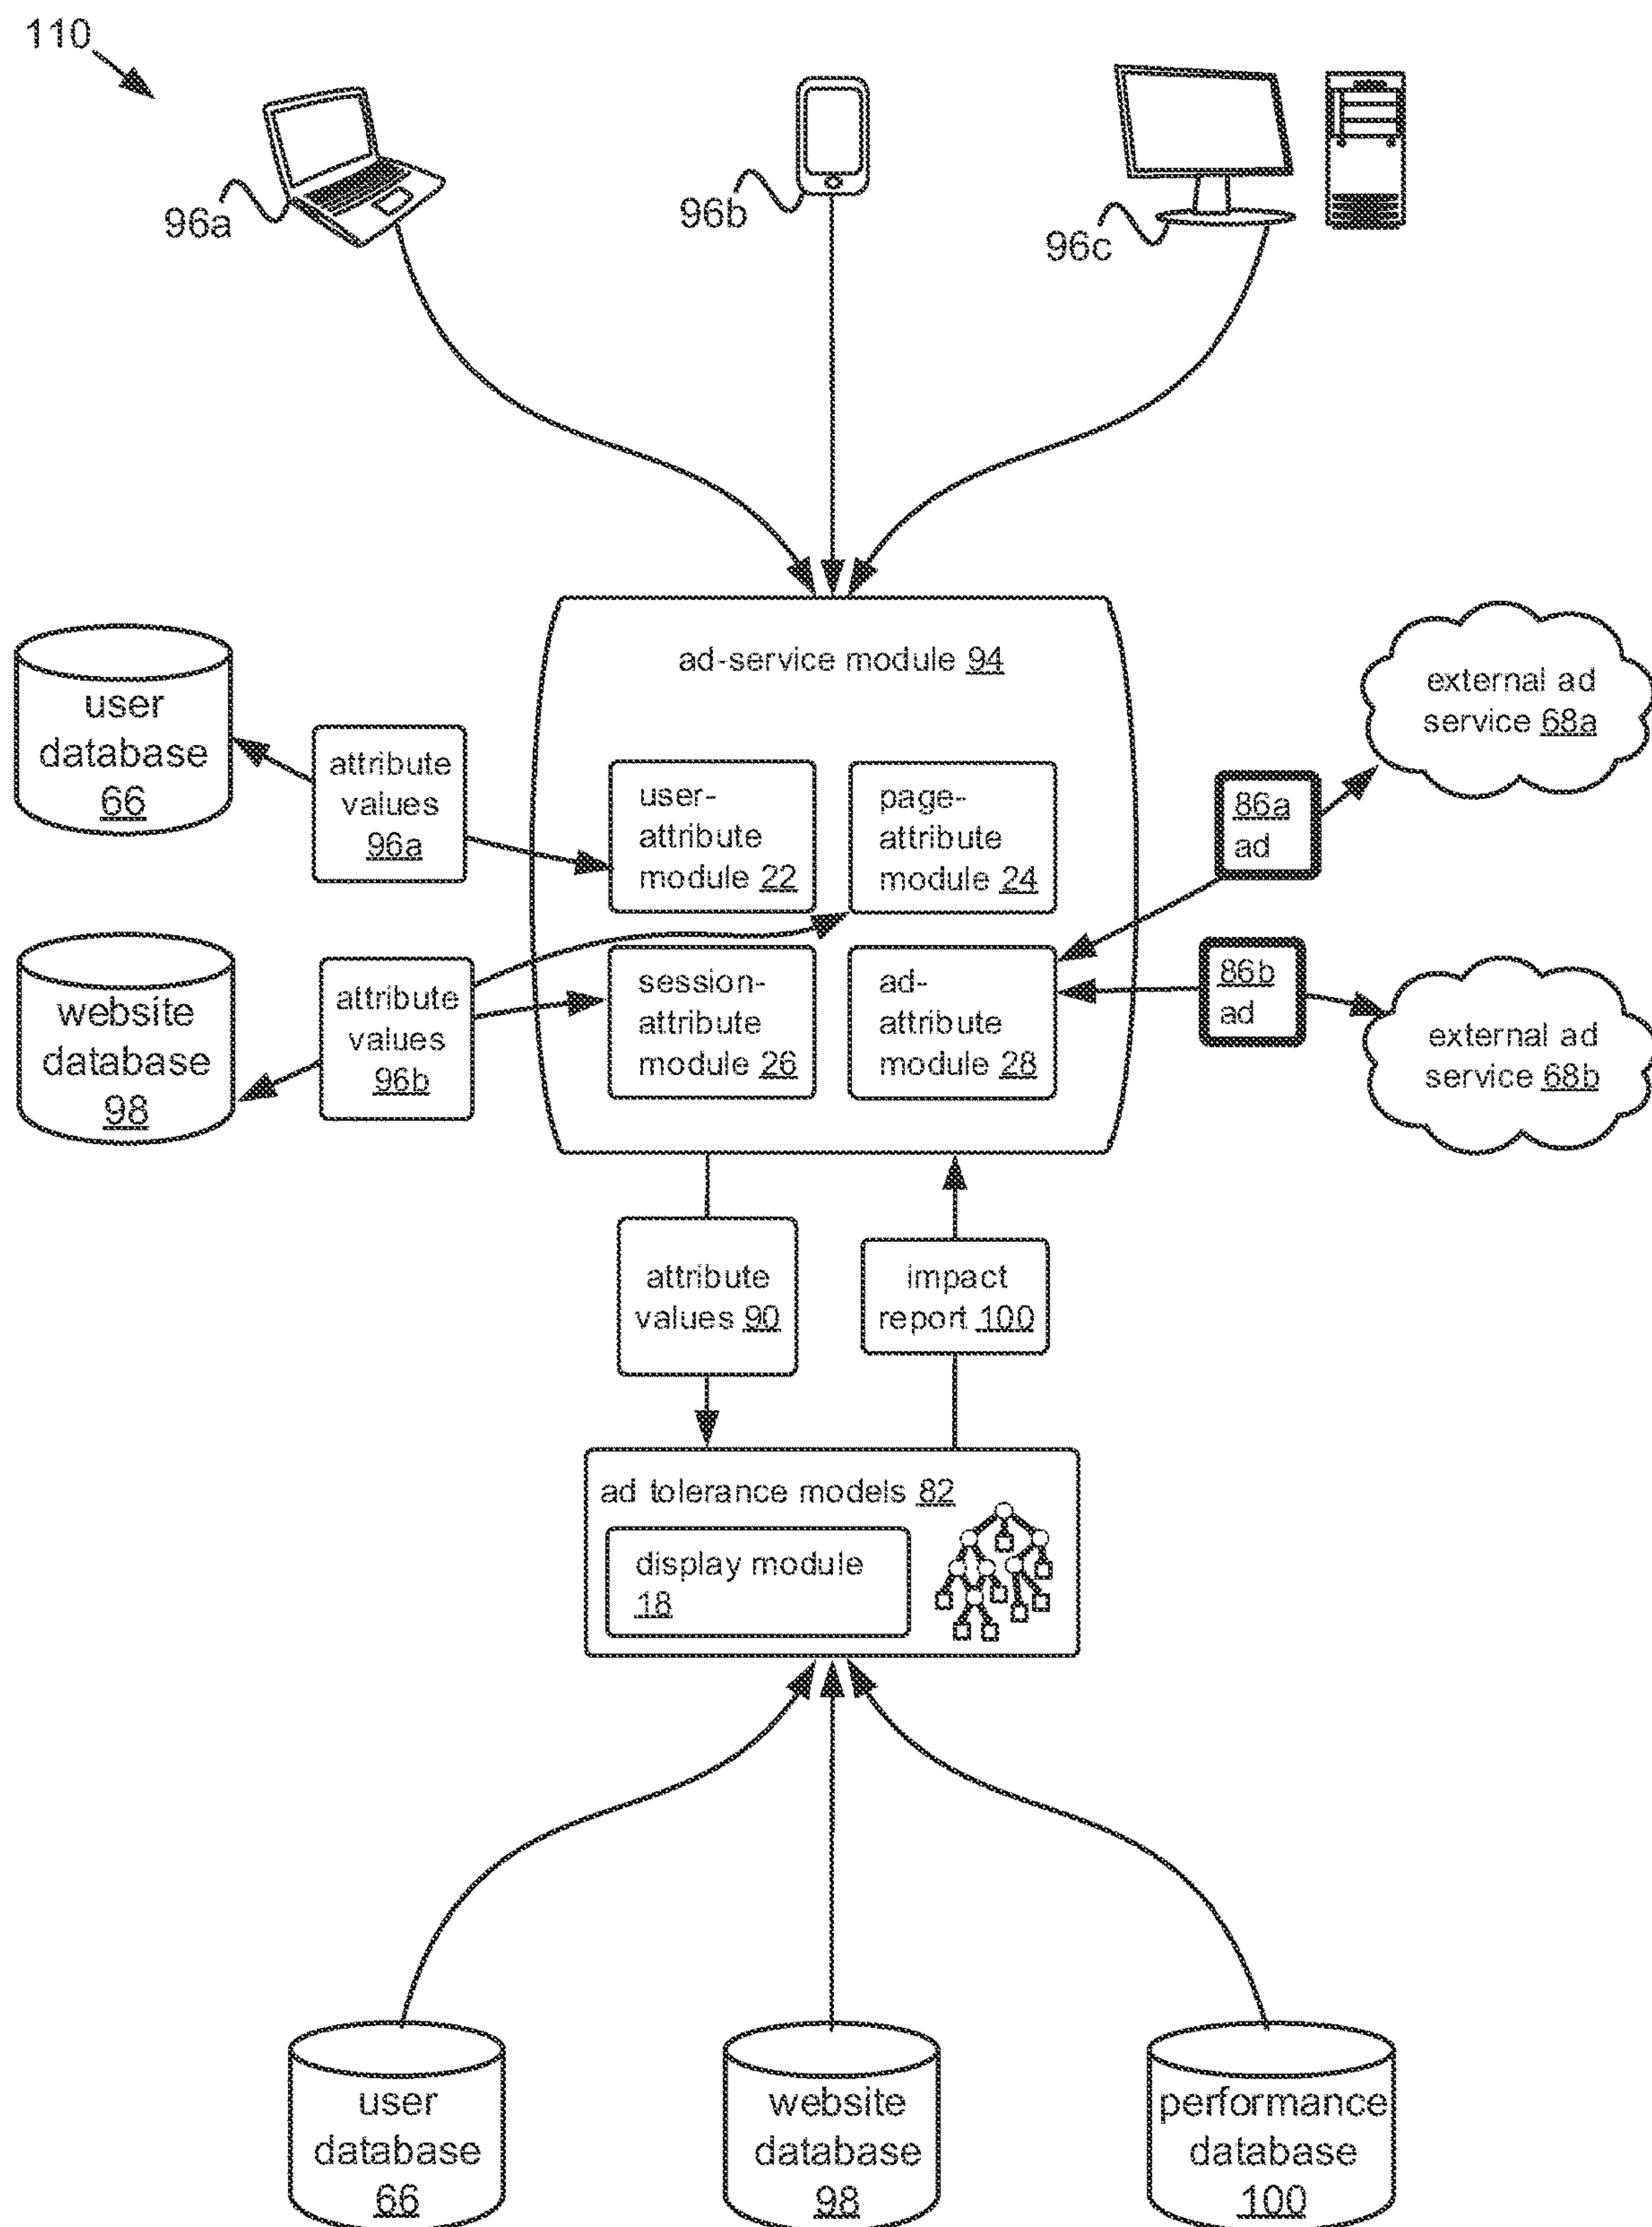 110
96a
96b
96c
ad-service module 94
user
database
66
attribute
values
96a
user-
attribute
module 22
page-
attribute
module 24
86a
ad
external ad
service 68a
website
database
98
attribute
values
96b
session-
attribute
module 26
ad-
attribute
module 28
86b
ad
external ad
service 68b
attribute
values 90
impact
report 100
ad tolerance models 82
display module
18
user
database
66
website
database
98
performance
database
100